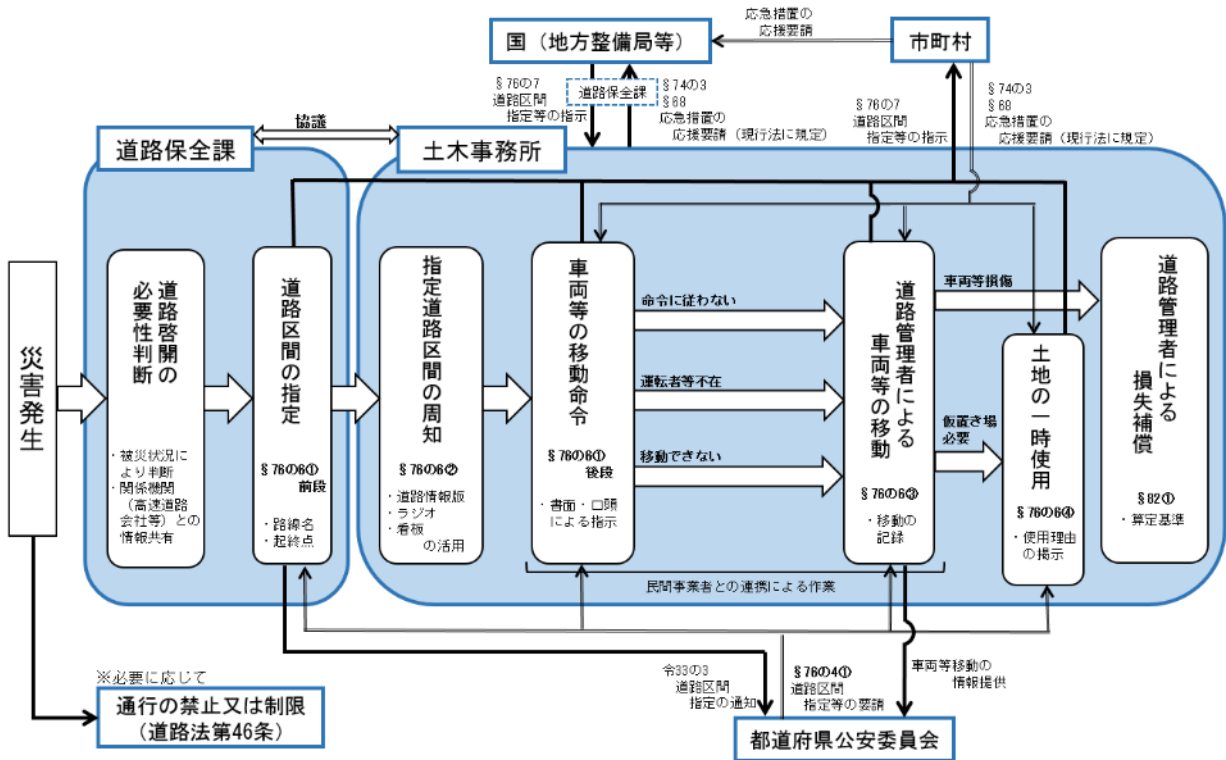 応急措置の
応援要請
国（地方整備局等）
市町村
§76の7
道路区間
指定等の指示
道路保全課
§74の3
§68
応急措置の
応援要請（現行法に規定）
§76の7
道路区間
指定等の指示
§74の3
§68
応急措置の
応援要請（現行法に規定）
協議
道路保全課
土木事務所
災害発生
道路啓開の
必要性判断
・被災状況に
より判断
・関係機関
（高速道路
会社等）との
情報共有
道路区間の指定
§76の6①
前段
・路線名
・起終点
指定道路区間の周知
§76の6②
・道路情報版
・ラジオ
・看板
の活用
車両等の移動命令
§76の6①
後段
・書面・口頭
による指示
命令に従わない
運転者等不在
移動できない
道路管理者による
車両等の移動
§76の6③
・移動の
記録
車両等損傷
仮置き場
必要
土地の一時使用
§76の6④
・使用理由
の掲示
道路管理者による
損失補償
§82①
・算定基準
民間事業者との連携による作業
※必要に応じて
通行の禁止又は制限
（道路法第46条）
令33の3
道路区間
指定の通知
§76の4①
道路区間
指定等の要請
車両等移動の
情報提供
都道府県公安委員会